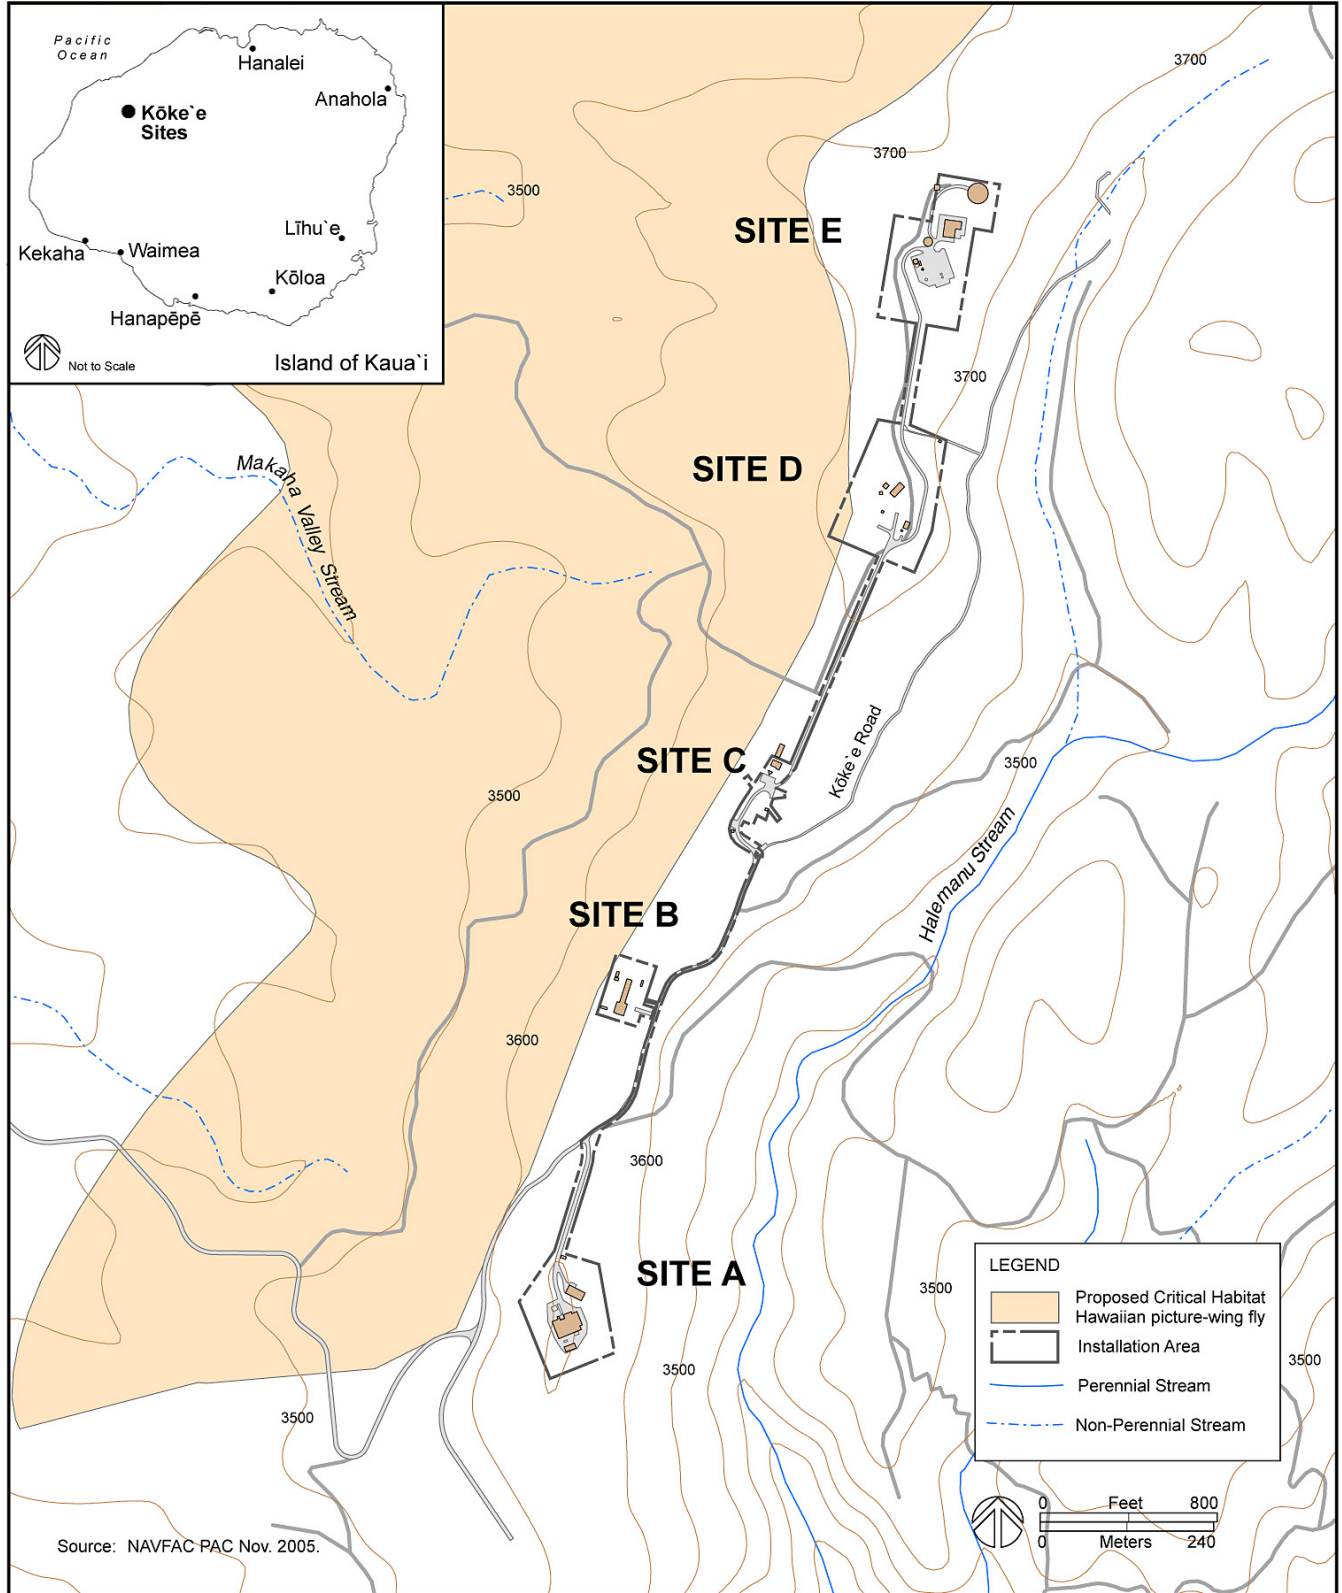 Pacific
Ocean
Hanalei
Anahola
Kōke`e
Sites
Līhu`e
Kekaha
Waimea
Kōloa
Hanapēpē
Not to Scale
Island of Kaua`i
3700
3700
3500
SITE E
3700
SITE D
Makaha Valley Stream
SITE C
Kōke`e Road
3500
3500
Halemanu Stream
SITE B
3600
3600
SITE A
3500
3500
3500
3500
LEGEND
Proposed Critical Habitat
Hawaiian picture-wing fly
Installation Area
Perennial Stream
Non-Perennial Stream
0 Feet 800
0 Meters 240
Source: NAVFAC PAC Nov. 2005.